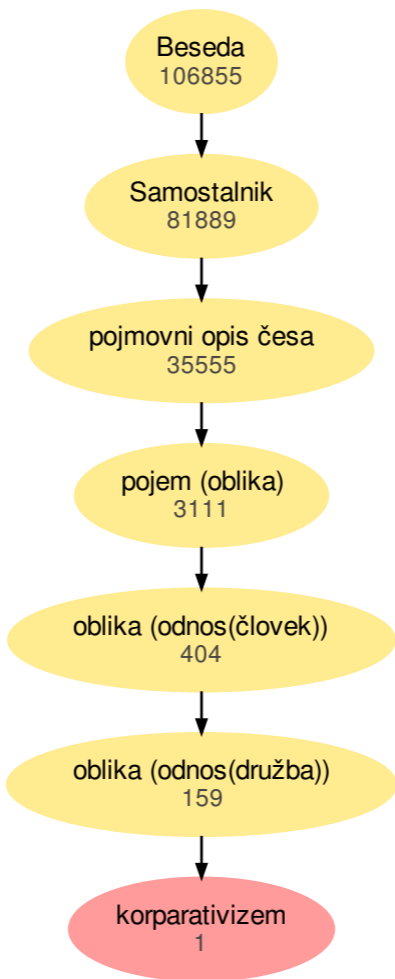 Beseda
106855
Samostalnik
81889
pojmovni opis česa
35555
pojem (oblika)
3111
oblika (odnos(človek))
404
oblika (odnos(družba))
159
korparativizem
1